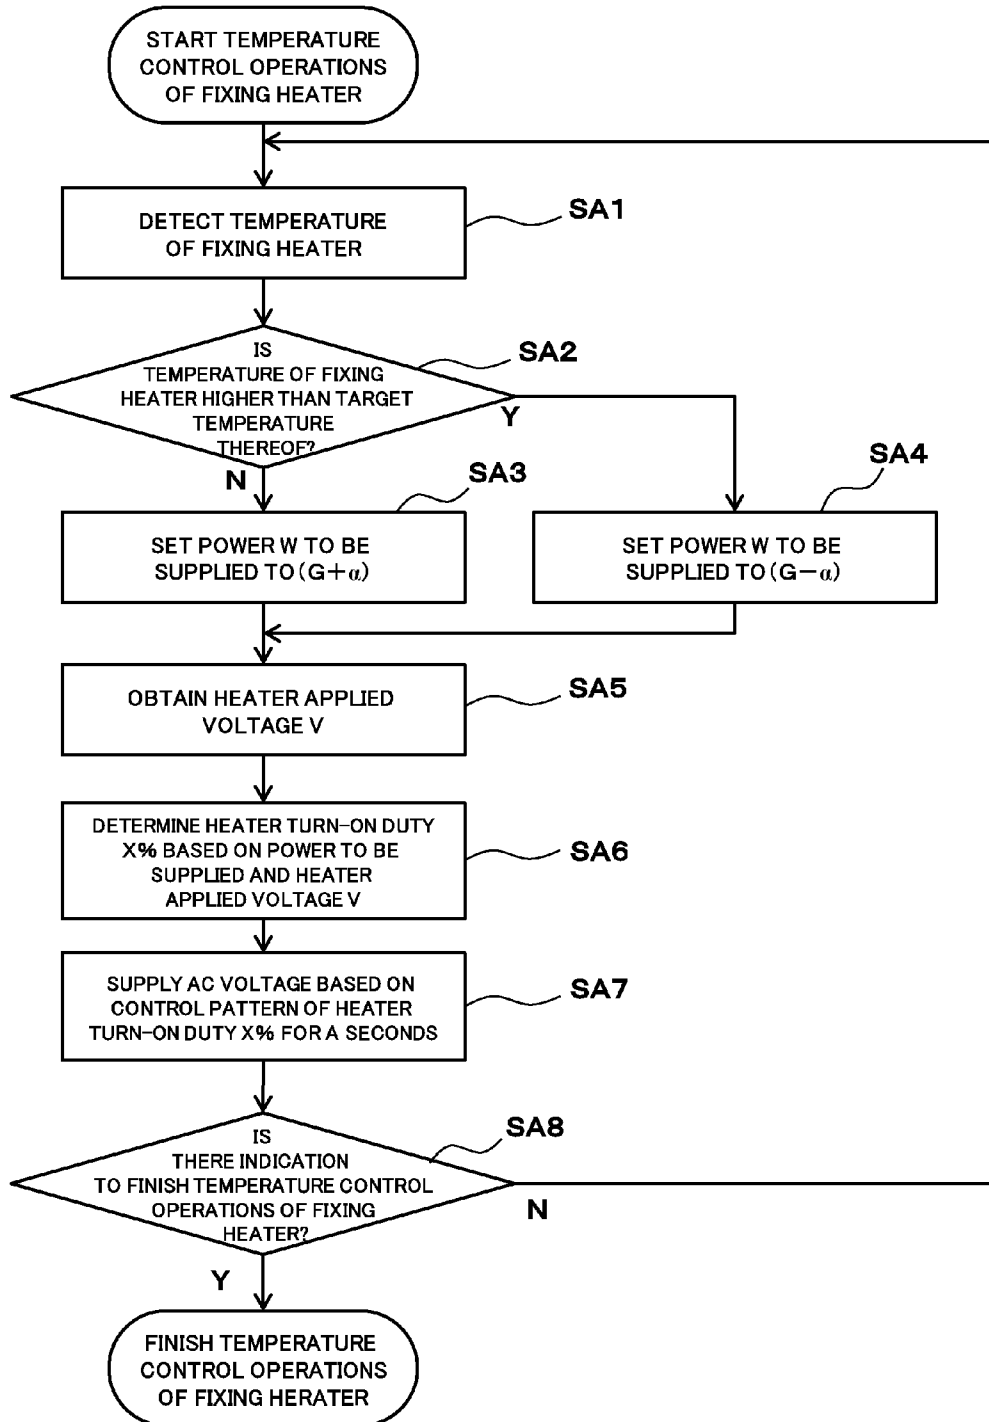 START TEMPERATURE
CONTROL OPERATIONS
OF FIXING HEATER
DETECT TEMPERATURE
OF FIXING HEATER
SA1
IS
TEMPERATURE OF FIXING
HEATER HIGHER THAN TARGET
TEMPERATURE
THEREOF?
SA2
Y
N
SA3
SA4
SET POWER W TO BE
SUPPLIED TO (G+α)
SET POWER W TO BE
SUPPLIED TO (G−α)
OBTAIN HEATER APPLIED
VOLTAGE V
SA5
DETERMINE HEATER TURN-ON DUTY
X% BASED ON POWER TO BE
SUPPLIED AND HEATER
APPLIED VOLTAGE V
SA6
SUPPLY AC VOLTAGE BASED ON
CONTROL PATTERN OF HEATER
TURN-ON DUTY X% FOR A SECONDS
SA7
IS
THERE INDICATION
TO FINISH TEMPERATURE CONTROL
OPERATIONS OF FIXING
HEATER?
SA8
N
Y
FINISH TEMPERATURE
CONTROL OPERATIONS
OF FIXING HERATER